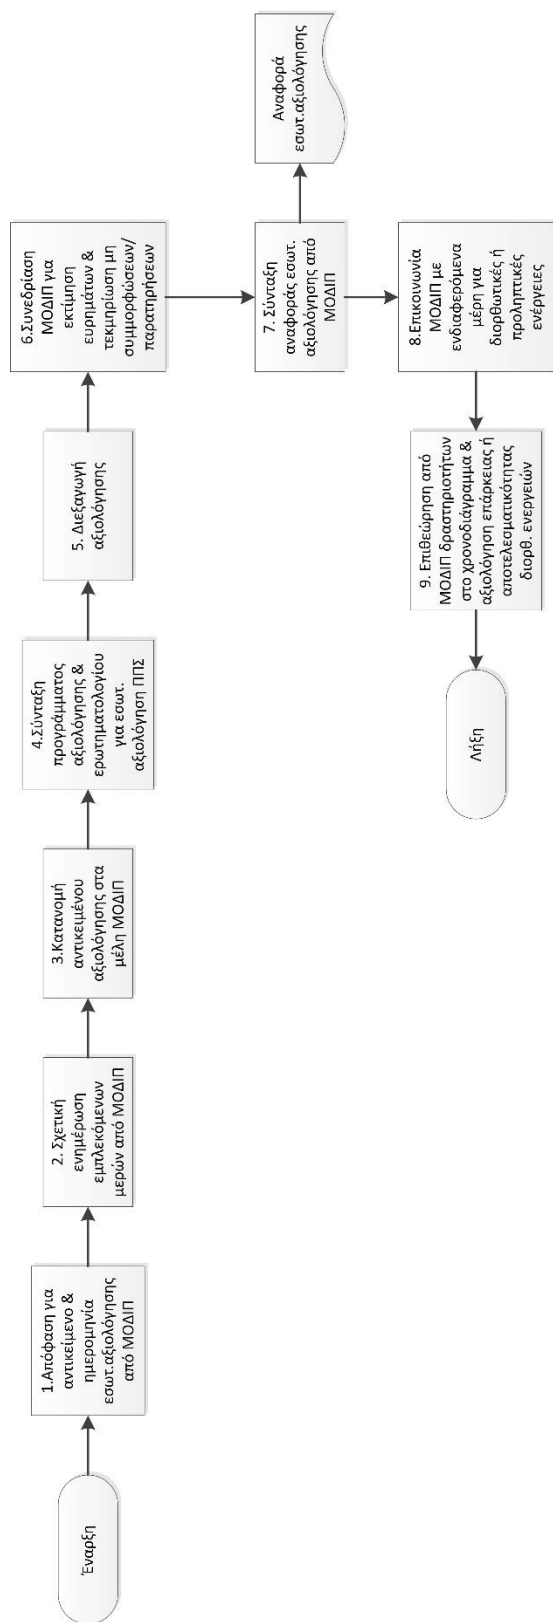 Έναρξη
1.Απόφαση για
αντικείμενο &
ημερομηνία
εσωτ.αξιολόγησης
από ΜΟΔΙΠ
2. Σχετική
ενημέρωση
εμπλεκόμενων
μερών από ΜΟΔΙΠ
3.Κατανομή
αντικειμένου
αξιολόγησης στα
μέλη ΜΟΔΙΠ
4.Σύνταξη
προγράμματος
αξιολόγησης &
ερωτηματολογίου
για εσωτ.
αξιολόγηση ΠΠΣ
5. Διεξαγωγή
αξιολόγησης
6.Συνεδρίαση
ΜΟΔΙΠ για
εκτίμηση
ευρημάτων &
τεκμηρίωση μη
συμμορφώσεων/
παρατηρήσεων
7. Σύνταξη
αναφοράς εσωτ.
αξιολόγησης από
ΜΟΔΙΠ
Αναφορά
εσωτ.αξιολόγησης
8.Επικοινωνία
ΜΟΔΙΠ με
ενδιαφερόμενα
μέρη για
διορθωτικές ή
προληπτικές
ενέργειες
9. Επιθεώρηση από
ΜΟΔΙΠ δραστηριοτήτων
στο χρονοδιάγραμμα &
αξιολόγηση επάρκειας ή
αποτελεσματικότητας
διορθ. ενεργειών
Λήξη